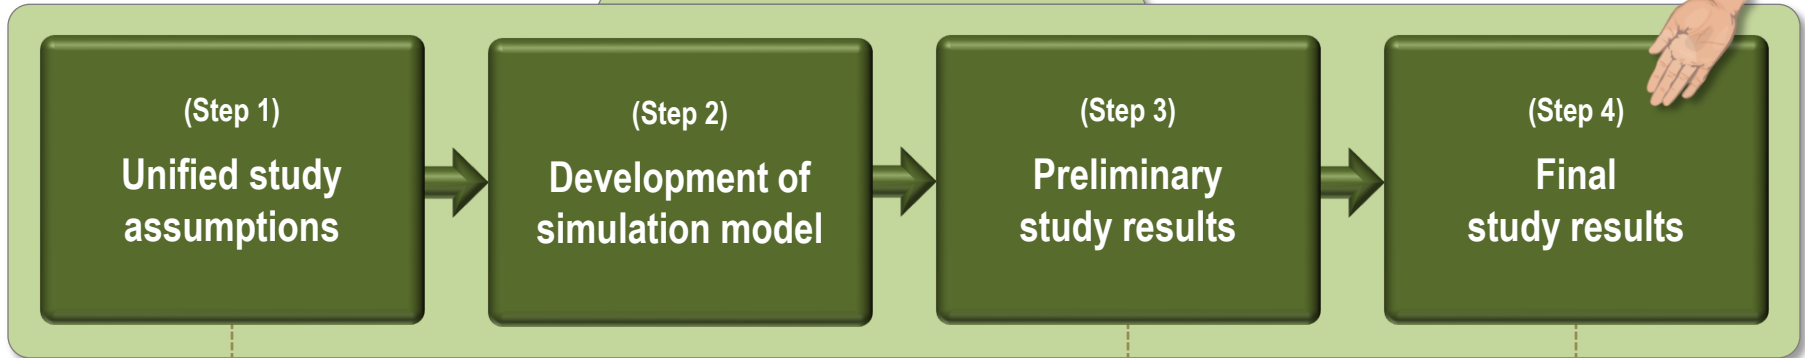 (Step 1)
Unified study
assumptions
(Step 2)
Development of
simulation model
(Step 3)
Preliminary
study results
(Step 4)
Final
study results